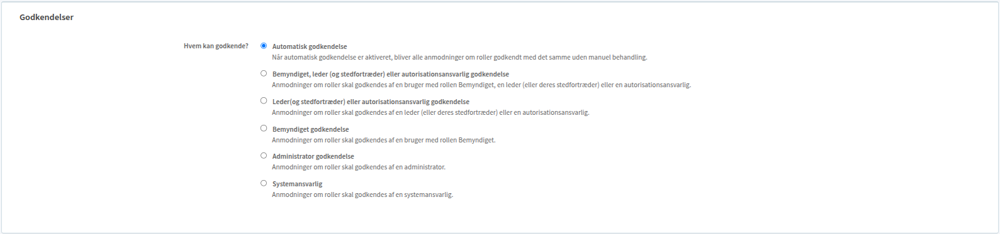 Godkendelser
Hvem kan godkende?
Automatisk godkendelse
Når automatisk godkendelse er aktiveret, bliver alle anmodninger om roller godkendt med det samme uden manuel behandling.
Bemyndiget, leder (og stedfortræder) eller autorisationsansvarlig godkendelse
Anmodninger om roller skal godkendes af en bruger med rollen Bemyndiget, en leder (eller deres stedfortræder) eller en autorisationsansvarlig.
Leder(og stedfortræder) eller autorisationsansvarlig godkendelse
Anmodninger om roller skal godkendes af en leder (eller deres stedfortræder) eller en autorisationsansvarlig.
Bemyndiget godkendelse
Anmodninger om roller skal godkendes af en bruger med rollen Bemyndiget.
Administrator godkendelse
Anmodninger om roller skal godkendes af en administrator.
Systemansvarlig
Anmodninger om roller skal godkendes af en systemansvarlig.